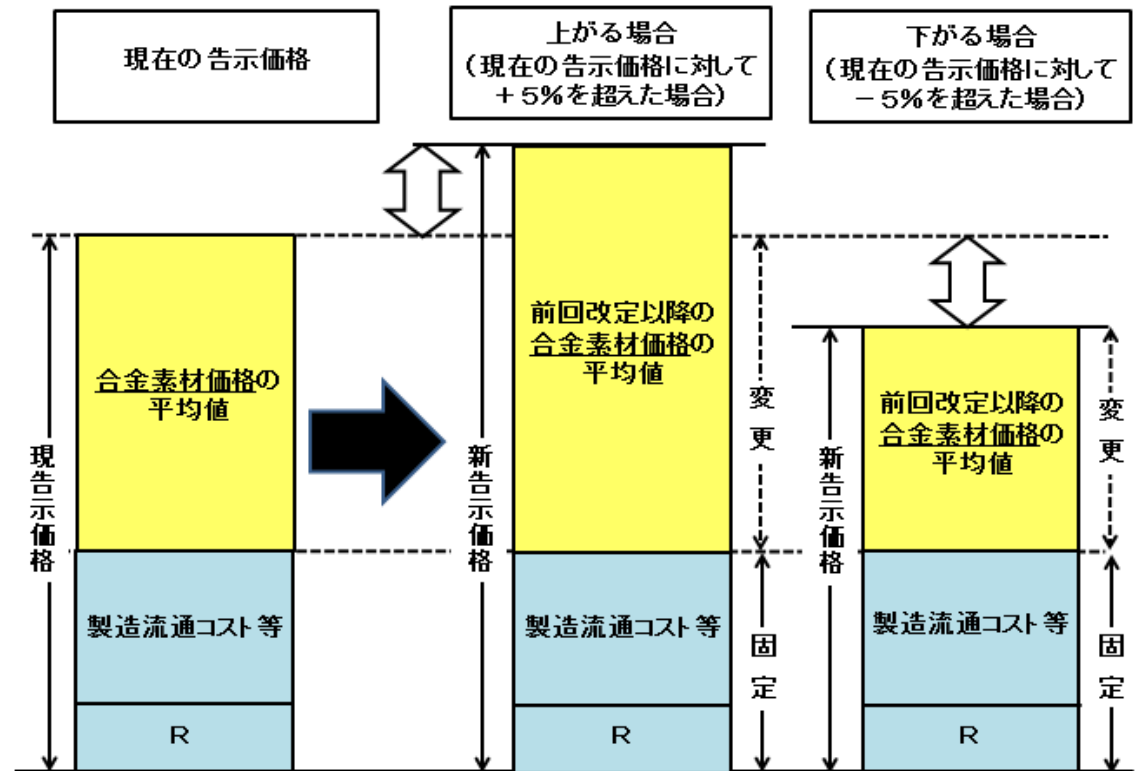 現在の告示価格
上がる場合
（現在の告示価格に対して
＋5%を超えた場合）
下がる場合
（現在の告示価格に対して
－5%を超えた場合）
現告示価格
合金素材価格の
平均値
製造流通コスト等
R
新告示価格
前回改定以降の
合金素材価格の
平均値
製造流通コスト等
R
変更
固定
新告示価格
前回改定以降の
合金素材価格の
平均値
製造流通コスト等
R
変更
固定